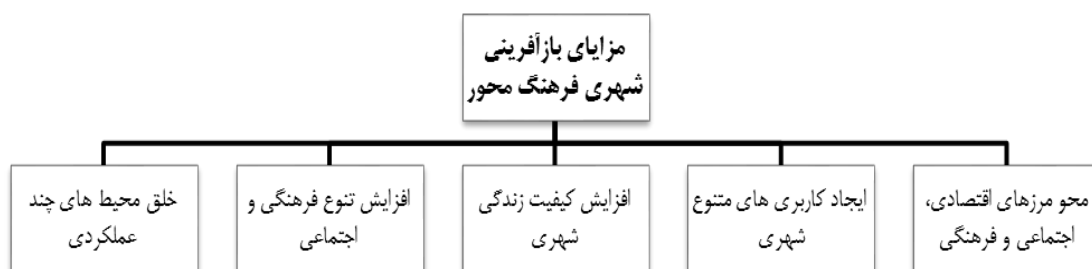 مزایای بازآفرینی
شهری فرهنگ محور
محو مرزهای اقتصادی،
اجتماعی و فرهنگی
ایجاد کاربری های متنوع
شهری
افزایش کیفیت زندگی
شهری
افزایش تنوع فرهنگی و
اجتماعی
خلق محیط های چند
عملکردی